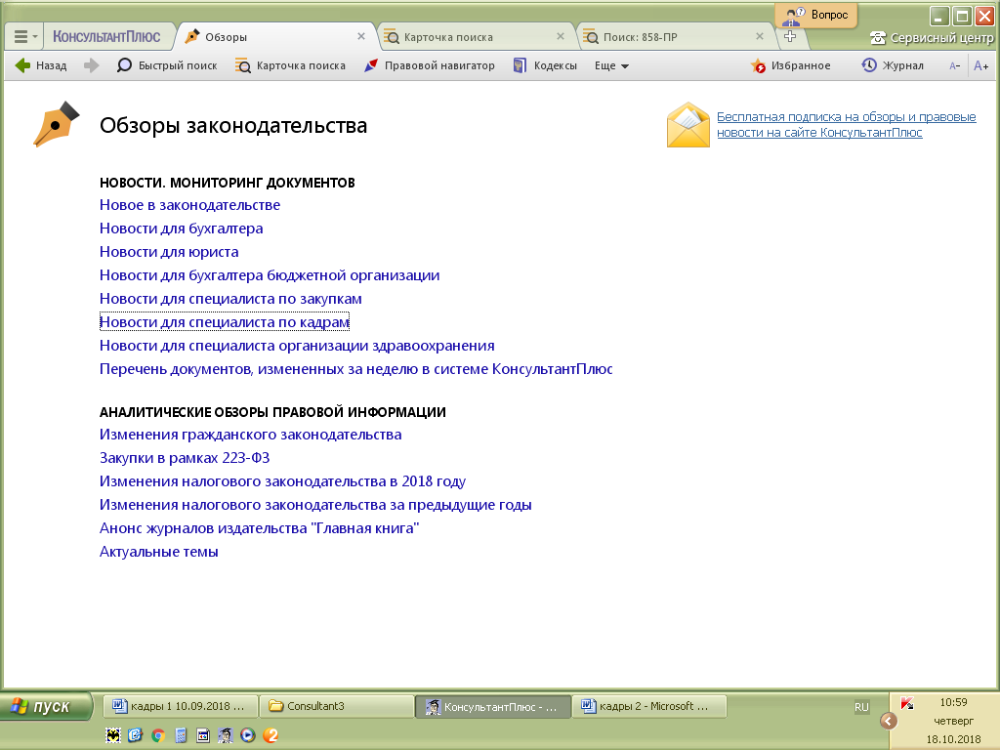 Вопрос
КонсультантПлюс
Обзоры
Карточка поиска
Поиск: 858-ПР
Сервисный центр
Назад
Быстрый поиск
Карточка поиска
Правовой навигатор
Кодексы
Еще
Избранное
Журнал
A-
A+
Обзоры законодательства
Бесплатная подписка на обзоры и правовые
новости на сайте КонсультантПлюс
НОВОСТИ. МОНИТОРИНГ ДОКУМЕНТОВ
Новое в законодательстве
Новости для бухгалтера
Новости для юриста
Новости для бухгалтера бюджетной организации
Новости для специалиста по закупкам
Новости для специалиста по кадрам
Новости для специалиста организации здравоохранения
Перечень документов, измененных за неделю в системе КонсультантПлюс
АНАЛИТИЧЕСКИЕ ОБЗОРЫ ПРАВОВОЙ ИНФОРМАЦИИ
Изменения гражданского законодательства
Закупки в рамках 223-ФЗ
Изменения налогового законодательства в 2018 году
Изменения налогового законодательства за предыдущие годы
Анонс журналов издательства "Главная книга"
Актуальные темы
пуск
кадры 1 10.09.2018 ...
Consultant3
КонсультантПлюс - ...
кадры 2 - Microsoft ...
RU
10:59
четверг
18.10.2018